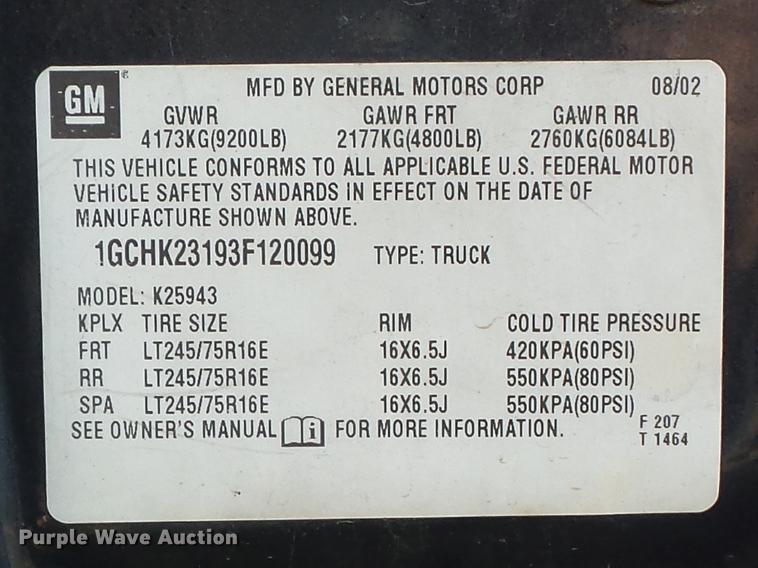 GM MFD BY GENERAL MOTORS CORP 08/02
GVWR GAWR FRT GAWR RR
4173KG(9200LB) 2177KG(4800LB) 2760KG(6084LB)
THIS VEHICLE CONFORMS TO ALL APPLICABLE U.S. FEDERAL MOTOR
VEHICLE SAFETY STANDARDS IN EFFECT ON THE DATE OF
MANUFACTURE SHOWN ABOVE.
1GCHK23193F120099 TYPE: TRUCK
MODEL: K25943
KPLX TIRE SIZE RIM COLD TIRE PRESSURE
FRT LT245/75R16E 16X6.5J 420KPA(60PSI)
RR LT245/75R16E 16X6.5J 550KPA(80PSI)
SPA LT245/75R16E 16X6.5J 550KPA(80PSI)
SEE OWNER'S MANUAL i FOR MORE INFORMATION. F 207
T 1464
Purple Wave Auction